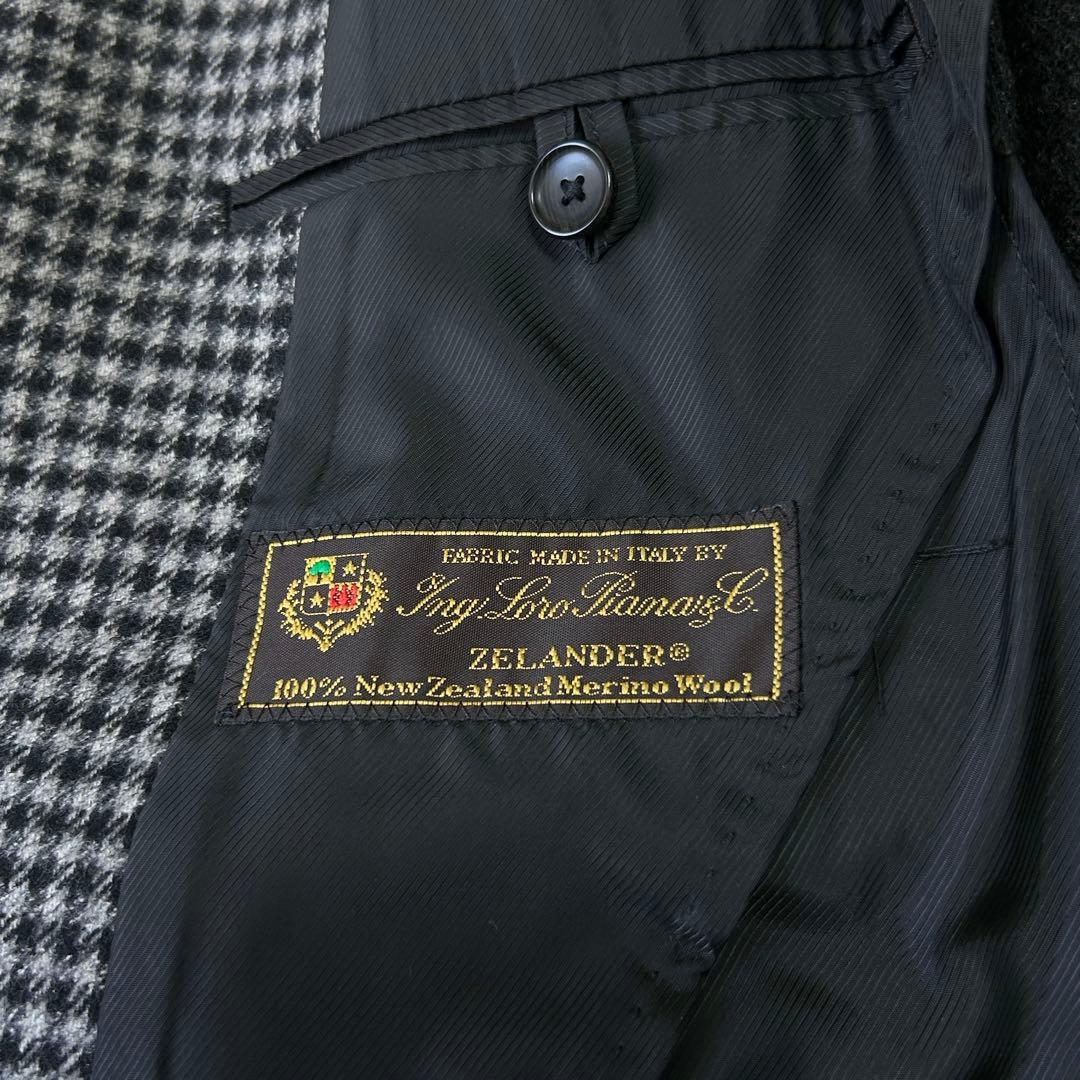 FABRIC MADE IN ITALY BY
Ing. Loro Piana & C.
ZELANDER®
100% New Zealand Merino Wool